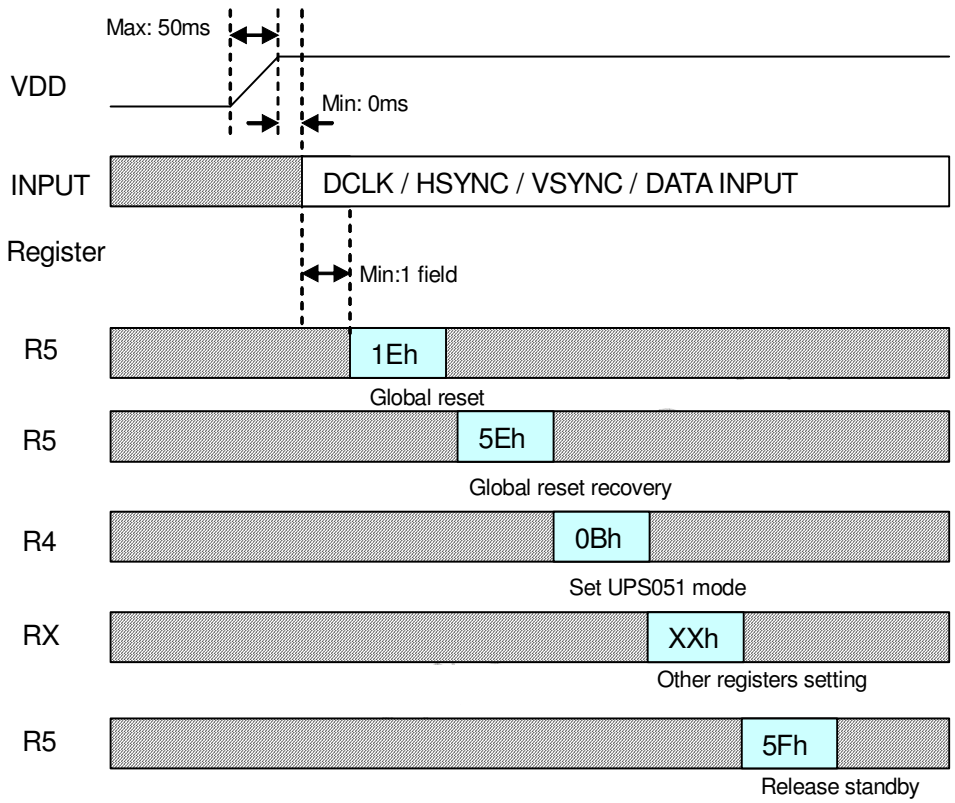 Max: 50ms
VDD
Min: 0ms
INPUT
DCLK / HSYNC / VSYNC / DATA INPUT
Register
Min:1 field
R5
1Eh
Global reset
R5
5Eh
Global reset recovery
R4
0Bh
Set UPS051 mode
RX
XXh
Other registers setting
R5
5Fh
Release standby